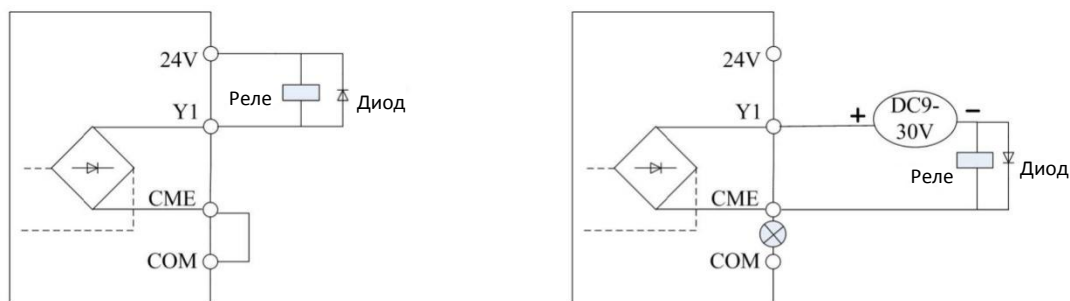 24V
Реле
Диод
Y1
CME
COM
24V
Y1
+
DC9-
30V
−
Реле
Диод
CME
COM